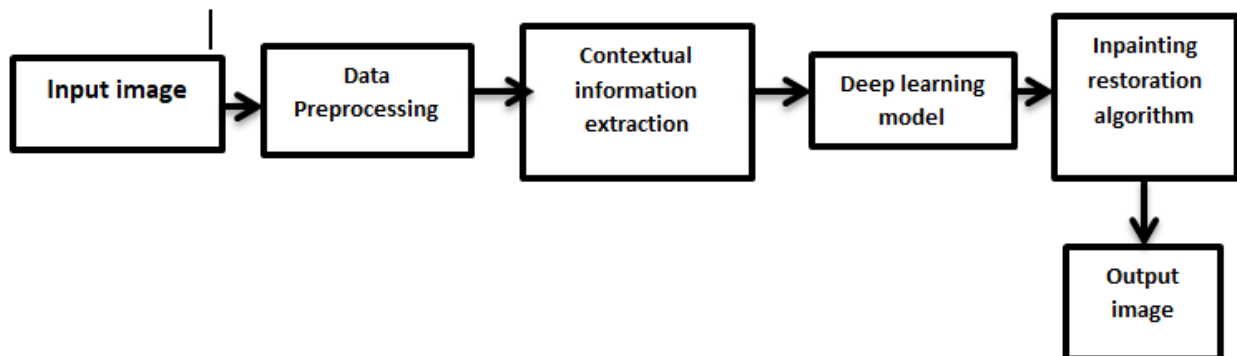 Input image
Data
Preprocessing
Contextual
information
extraction
Deep learning
model
Inpainting
restoration
algorithm
Output
image